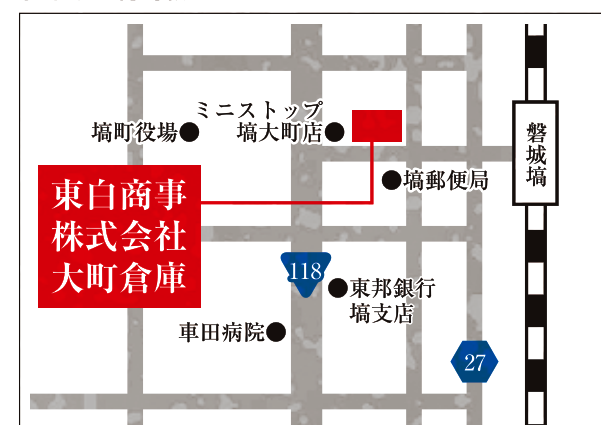 ミニストップ
塙大町店
塙町役場
磐城塙
塙郵便局
東白商事
株式会社
大町倉庫
118
東邦銀行
塙支店
車田病院
27